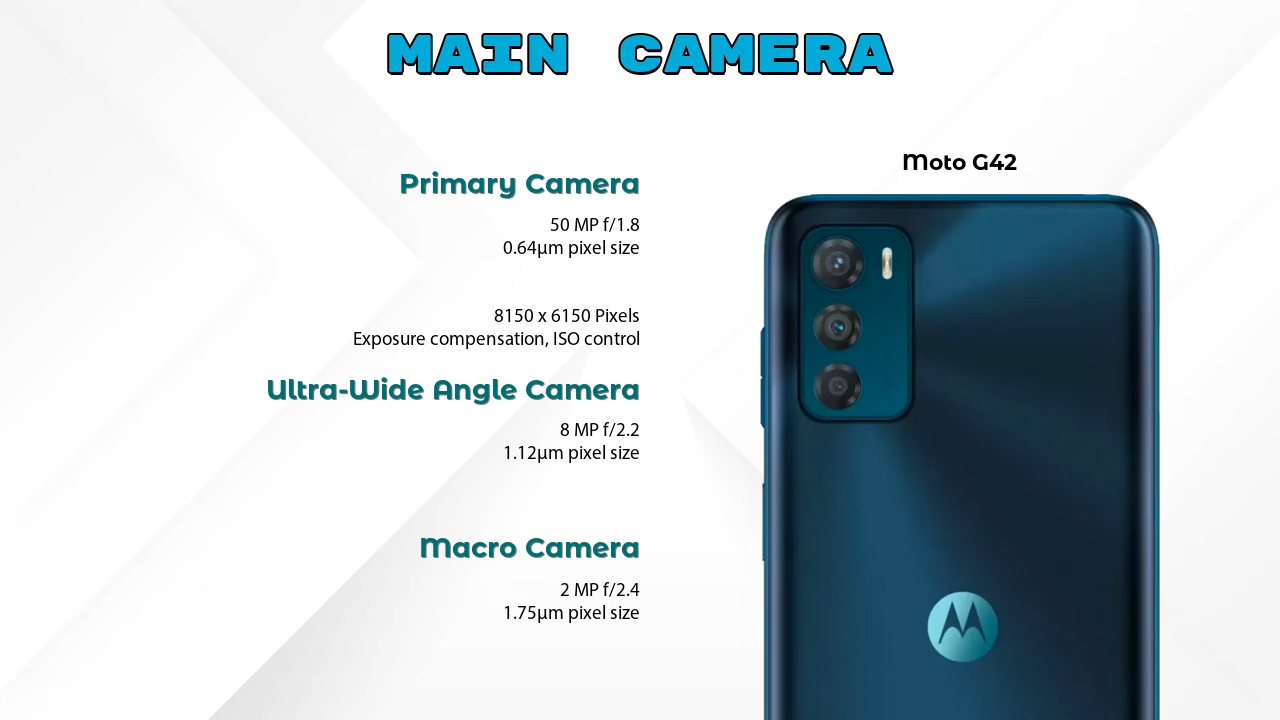 MAIN CAMERA
Moto G42
Primary Camera
50 MP f/1.8
0.64µm pixel size
8150 x 6150 Pixels
Exposure compensation, ISO control
Ultra-Wide Angle Camera
8 MP f/2.2
1.12µm pixel size
Macro Camera
2 MP f/2.4
1.75µm pixel size